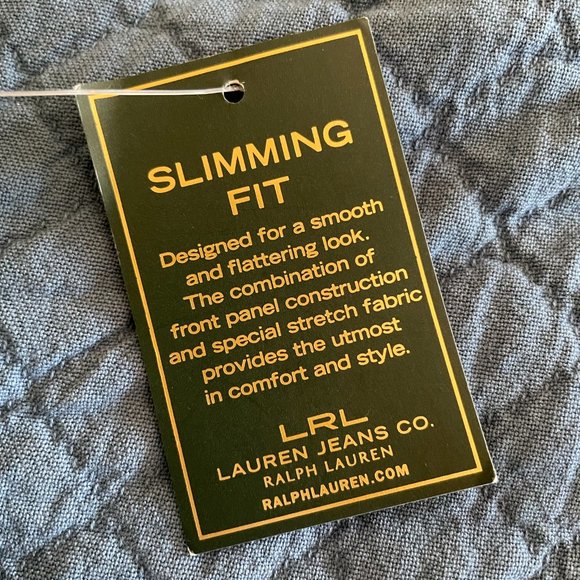 SLIMMING
FIT
Designed for a smooth
and flattering look.
The combination of
front panel construction
and special stretch fabric
provides the utmost
in comfort and style.
LRL
LAUREN JEANS CO.
RALPH LAUREN
RALPHLAUREN.COM